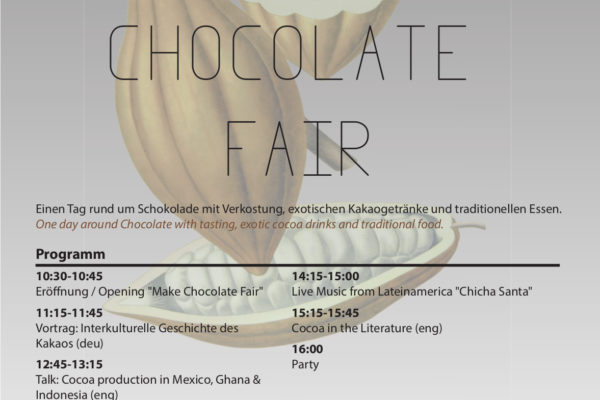 CHOCOLATE
FAIR
Einen Tag rund um Schokolade mit Verkostung, exotischen Kakaogetränke und traditionellen Essen.
One day around Chocolate with tasting, exotic cocoa drinks and traditional food.
Programm
10:30-10:45
Eröffnung / Opening "Make Chocolate Fair"
11:15-11:45
Vortrag: Interkulturelle Geschichte des
Kakaos (deu)
12:45-13:15
Talk: Cocoa production in Mexico, Ghana &
Indonesia (eng)
14:15-15:00
Live Music from Lateinamerica "Chicha Santa"
15:15-15:45
Cocoa in the Literature (eng)
16:00
Party